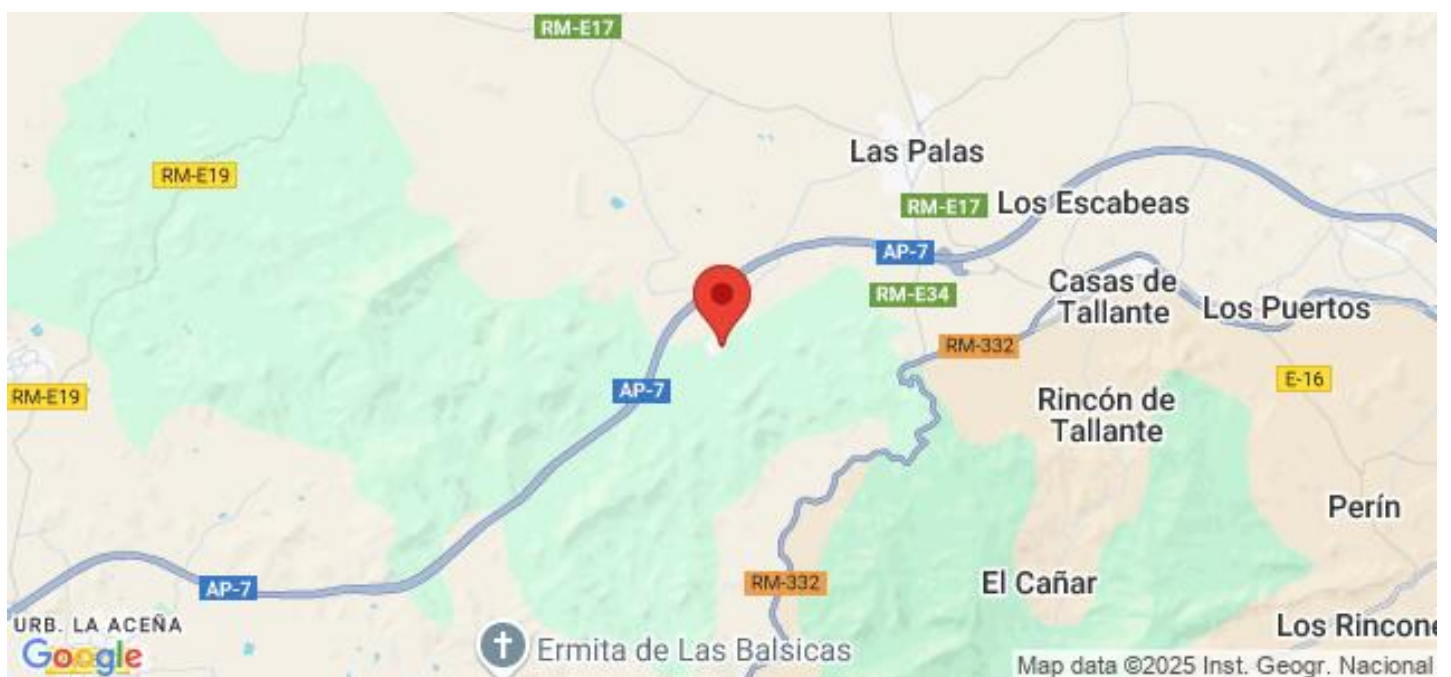 RM-E17
Las Palas
RM-E19
RM-E17
Los Escabeas
AP-7
Casas de
Tallante
RM-E34
Los Puertos
RM-332
E-16
AP-7
RM-E19
Rincón de
Tallante
Perín
AP-7
RM-332
El Cañar
URB. LA ACEÑA
Los Rincone
Google
Ermita de Las Balsicas
Map data ©2025 Inst. Geogr. Nacional